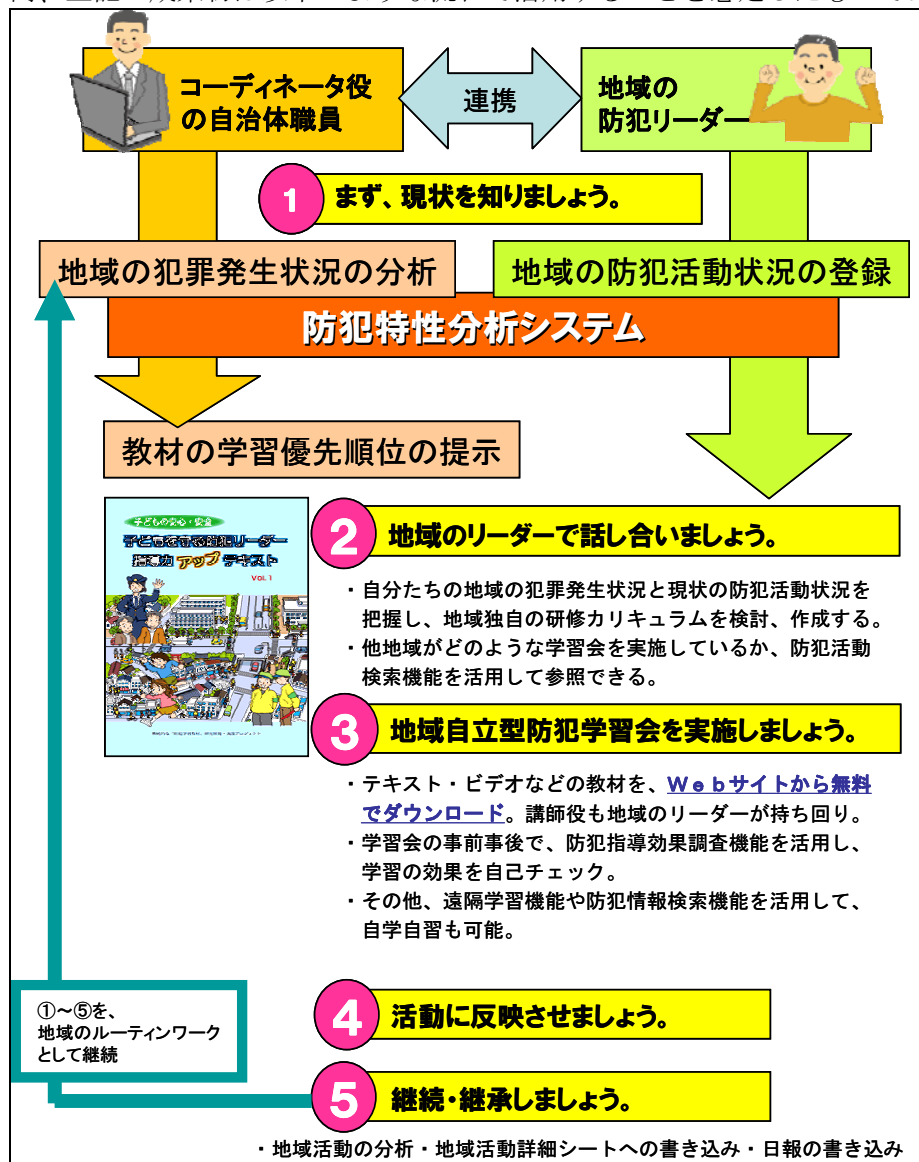 コーディネータ役
の自治体職員
連携
地域の
防犯リーダー
1 まず、現状を知りましょう。
地域の犯罪発生状況の分析
地域の防犯活動状況の登録
防犯特性分析システム
教材の学習優先順位の提示
子どもの安心・安全
子どもを守る防犯リーダー
指導力アップテキスト
VOL.1
2 地域のリーダーで話し合いましょう。
・自分たちの地域の犯罪発生状況と現状の防犯活動状況を
把握し、地域独自の研修カリキュラムを検討、作成する。
・他地域がどのような学習会を実施しているか、防犯活動
検索機能を活用して参照できる。
3 地域自立型防犯学習会を実施しましょう。
・テキスト・ビデオなどの教材を、Ｗｅｂサイトから無料
でダウンロード。講師役も地域のリーダーが持ち回り。
・学習会の事前事後で、防犯指導効果調査機能を活用し、
学習の効果を自己チェック。
・その他、遠隔学習機能や防犯情報検索機能を活用して、
自学自習も可能。
①～⑤を、
地域のルーティンワーク
として継続
4 活動に反映させましょう。
5 継続・継承しましょう。
・地域活動の分析・地域活動詳細シートへの書き込み・日報の書き込み